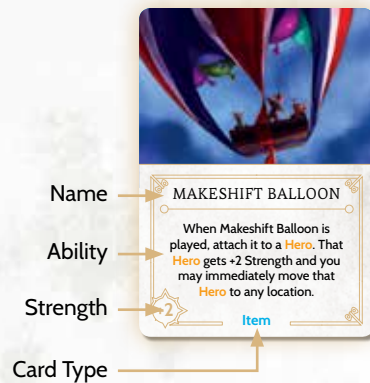 Name
MAKESHIFT BALLOON
Ability
When Makeshift Balloon is
played, attach it to a Hero. That
Hero gets +2 Strength and you
may immediately move that
Hero to any location.
Strength
+2
Item
Card Type